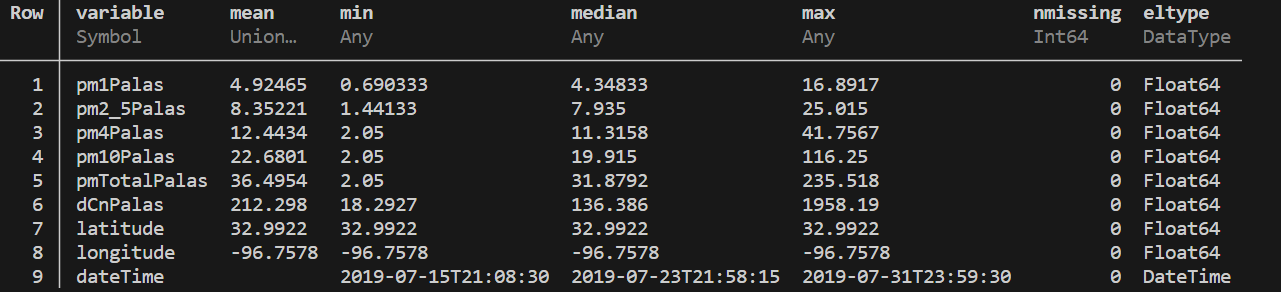 Row variable mean min median max nmissing eltype
Symbol Union… Any Any Any Int64 DataType
1 pm1Palas 4.92465 0.690333 4.34833 16.8917 0 Float64
2 pm2_5Palas 8.35221 1.44133 7.935 25.015 0 Float64
3 pm4Palas 12.4434 2.05 11.3158 41.7567 0 Float64
4 pm10Palas 22.6801 2.05 19.915 116.25 0 Float64
5 pmTotalPalas 36.4954 2.05 31.8792 235.518 0 Float64
6 dCnPalas 212.298 18.2927 136.386 1958.19 0 Float64
7 latitude 32.9922 32.9922 32.9922 32.9922 0 Float64
8 longitude -96.7578 -96.7578 -96.7578 -96.7578 0 Float64
9 dateTime 2019-07-15T21:08:30 2019-07-23T21:58:15 2019-07-31T23:59:30 0 DateTime